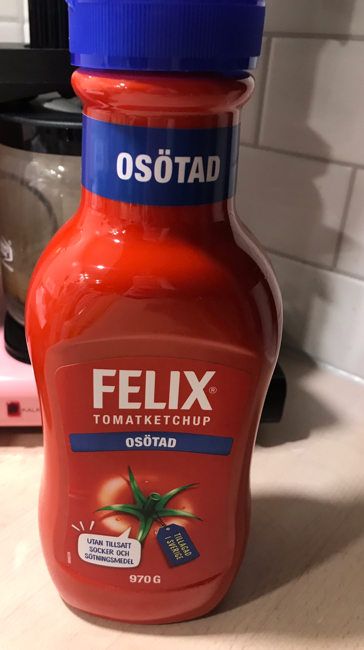 OSÖTAD
FELIX®
TOMATKETCHUP
OSÖTAD
UTAN TILLSATT
SOCKER OCH
SÖTNINGSMEDEL
TILLAGAD
I SVERIGE
970 G